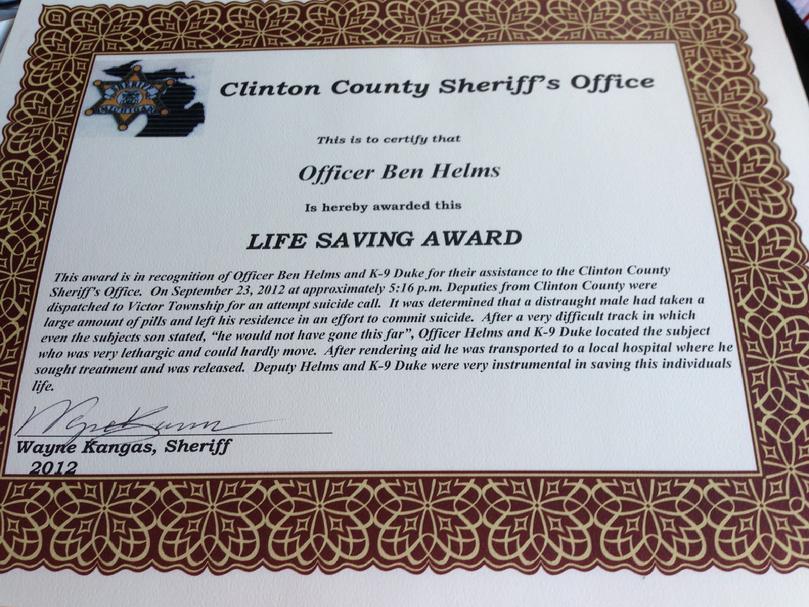 SHERIFF
MICHIGAN
Clinton County Sheriff's Office
This is to certify that
Officer Ben Helms
Is hereby awarded this
LIFE SAVING AWARD
This award is in recognition of Officer Ben Helms and K-9 Duke for their assistance to the Clinton County
Sheriff's Office. On September 23, 2012 at approximately 5:16 p.m. Deputies from Clinton County were
dispatched to Victor Township for an attempt suicide call. It was determined that a distraught male had taken a
large amount of pills and left his residence in an effort to commit suicide. After a very difficult track in which
even the subjects son stated, "he would not have gone this far", Officer Helms and K-9 Duke located the subject
who was very lethargic and could hardly move. After rendering aid he was transported to a local hospital where he
sought treatment and was released. Deputy Helms and K-9 Duke were very instrumental in saving this individuals
life.
Wayne Kangas, Sheriff
2012